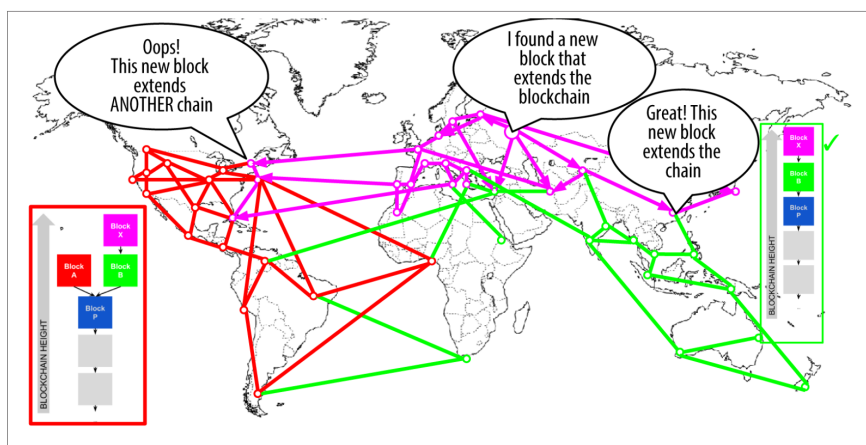 Oops!
This new block
extends
ANOTHER chain
I found a new
block that
extends the
blockchain
Great! This
new block
extends the
chain
BLOCKCHAIN HEIGHT
Block
X
Block
A
Block
B
Block
P
BLOCKCHAIN HEIGHT
Block
X
Block
B
Block
P